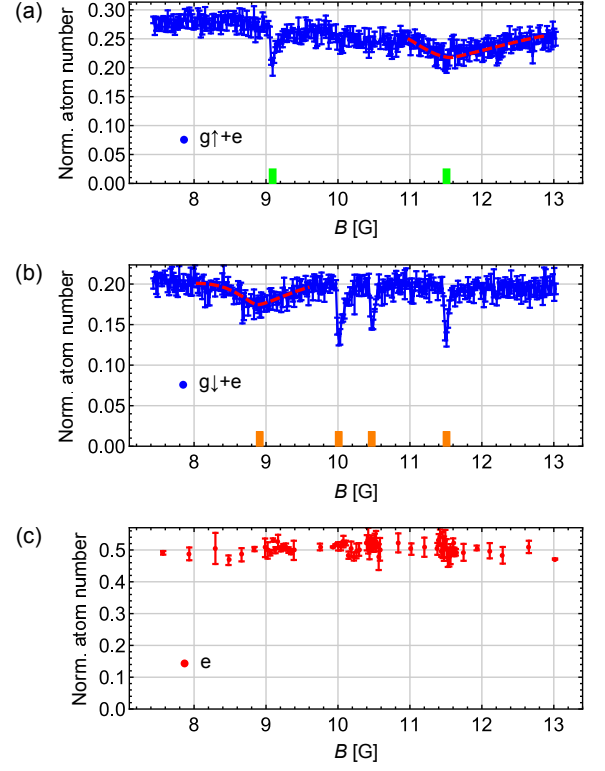 (a)
Norm. atom number
0.30
0.25
0.20
0.15
0.10
0.05
0.00
g↑+e
8 9 10 11 12 13
B [G]
(b)
Norm. atom number
0.20
0.15
0.10
0.05
0.00
g↓+e
8 9 10 11 12 13
B [G]
(c)
Norm. atom number
0.5
0.4
0.3
0.2
0.1
0.0
e
8 9 10 11 12 13
B [G]